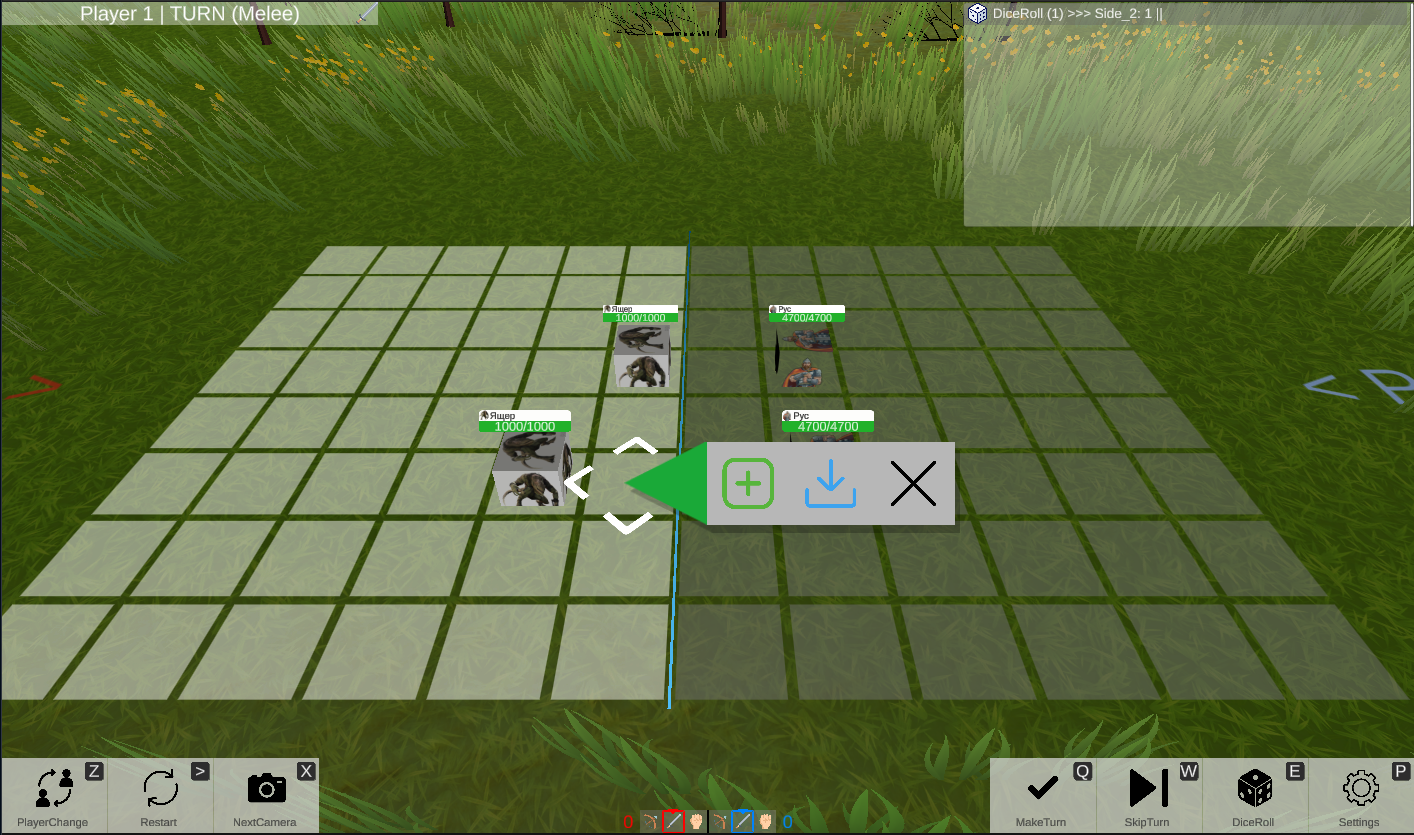 Player 1 | TURN (Melee)
DiceRoll (1) >>> Side_2: 1 ||
Ящер
1000/1000
Рус
4700/4700
Ящер
1000/1000
Рус
4700/4700
Z
PlayerChange
>
Restart
X
NextCamera
0
0
Q
MakeTurn
W
SkipTurn
E
DiceRoll
P
Settings